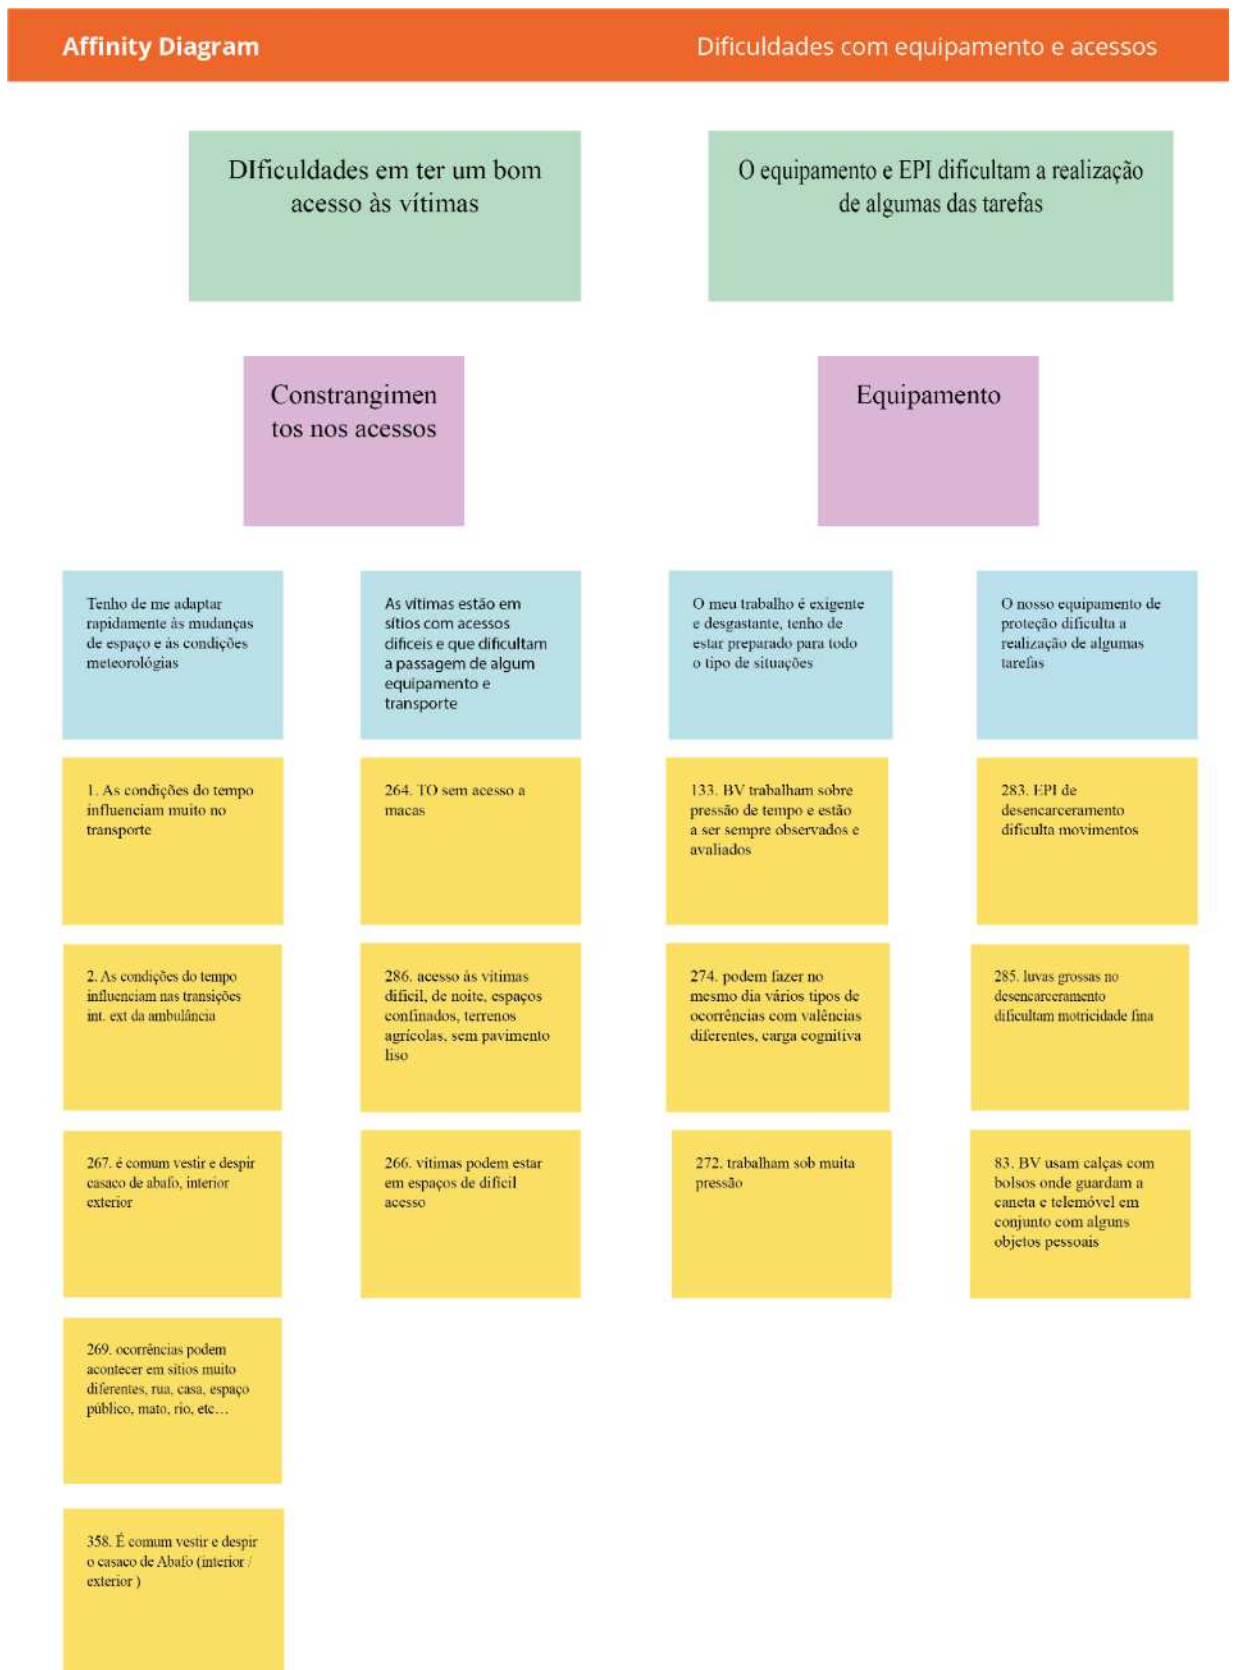 Affinity Diagram
Dificuldades com equipamento e acessos
DIficuldades em ter um bom
acesso às vítimas
O equipamento e EPI dificultam a realização
de algumas das tarefas
Constrangimen
tos nos acessos
Equipamento
Tenho de me adaptar
rapidamente às mudanças
de espaço e às condições
meteorológias
As vítimas estão em
sítios com acessos
difíceis e que dificultam
a passagem de algum
equipamento e
transporte
O meu trabalho é exigente
e desgastante, tenho de
estar preparado para todo
o tipo de situações
O nosso equipamento de
proteção dificulta a
realização de algumas
tarefas
1. As condições do tempo
influenciam muito no
transporte
264. TO sem acesso a
macas
133. BV trabalham sobre
pressão de tempo e estão
a ser sempre observados e
avaliados
283. EPI de
desencarceramento
dificulta movimentos
2. As condições do tempo
influenciam nas transições
int. ext da ambulância
286. acesso às vítimas
dificil, de noite, espaços
confinados, terrenos
agrícolas, sem pavimento
liso
274. podem fazer no
mesmo dia vários tipos de
ocorrências com valências
diferentes, carga cognitiva
285. luvas grossas no
desencarceramento
dificultam motricidade fina
267. é comum vestir e despir
casaco de abafo, interior
exterior
266. vítimas podem estar
em espaços de dificil
acesso
272. trabalham sob muita
pressão
83. BV usam calças com
bolsos onde guardam a
caneta e telemóvel em
conjunto com alguns
objetos pessoais
269. ocorrências podem
acontecer em sítios muito
diferentes, rua, casa, espaço
público, mato, rio, etc…
358. É comum vestir e despir
o casaco de Abafo (interior /
exterior )